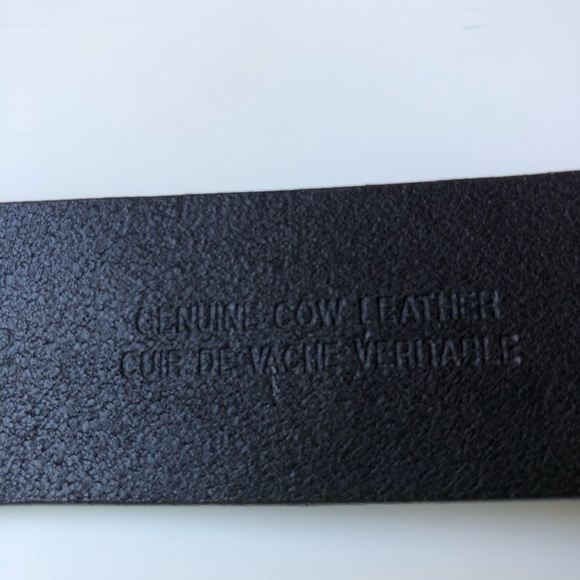 GENUINE COW LEATHER
CUIR DE VACHE VERITABLE